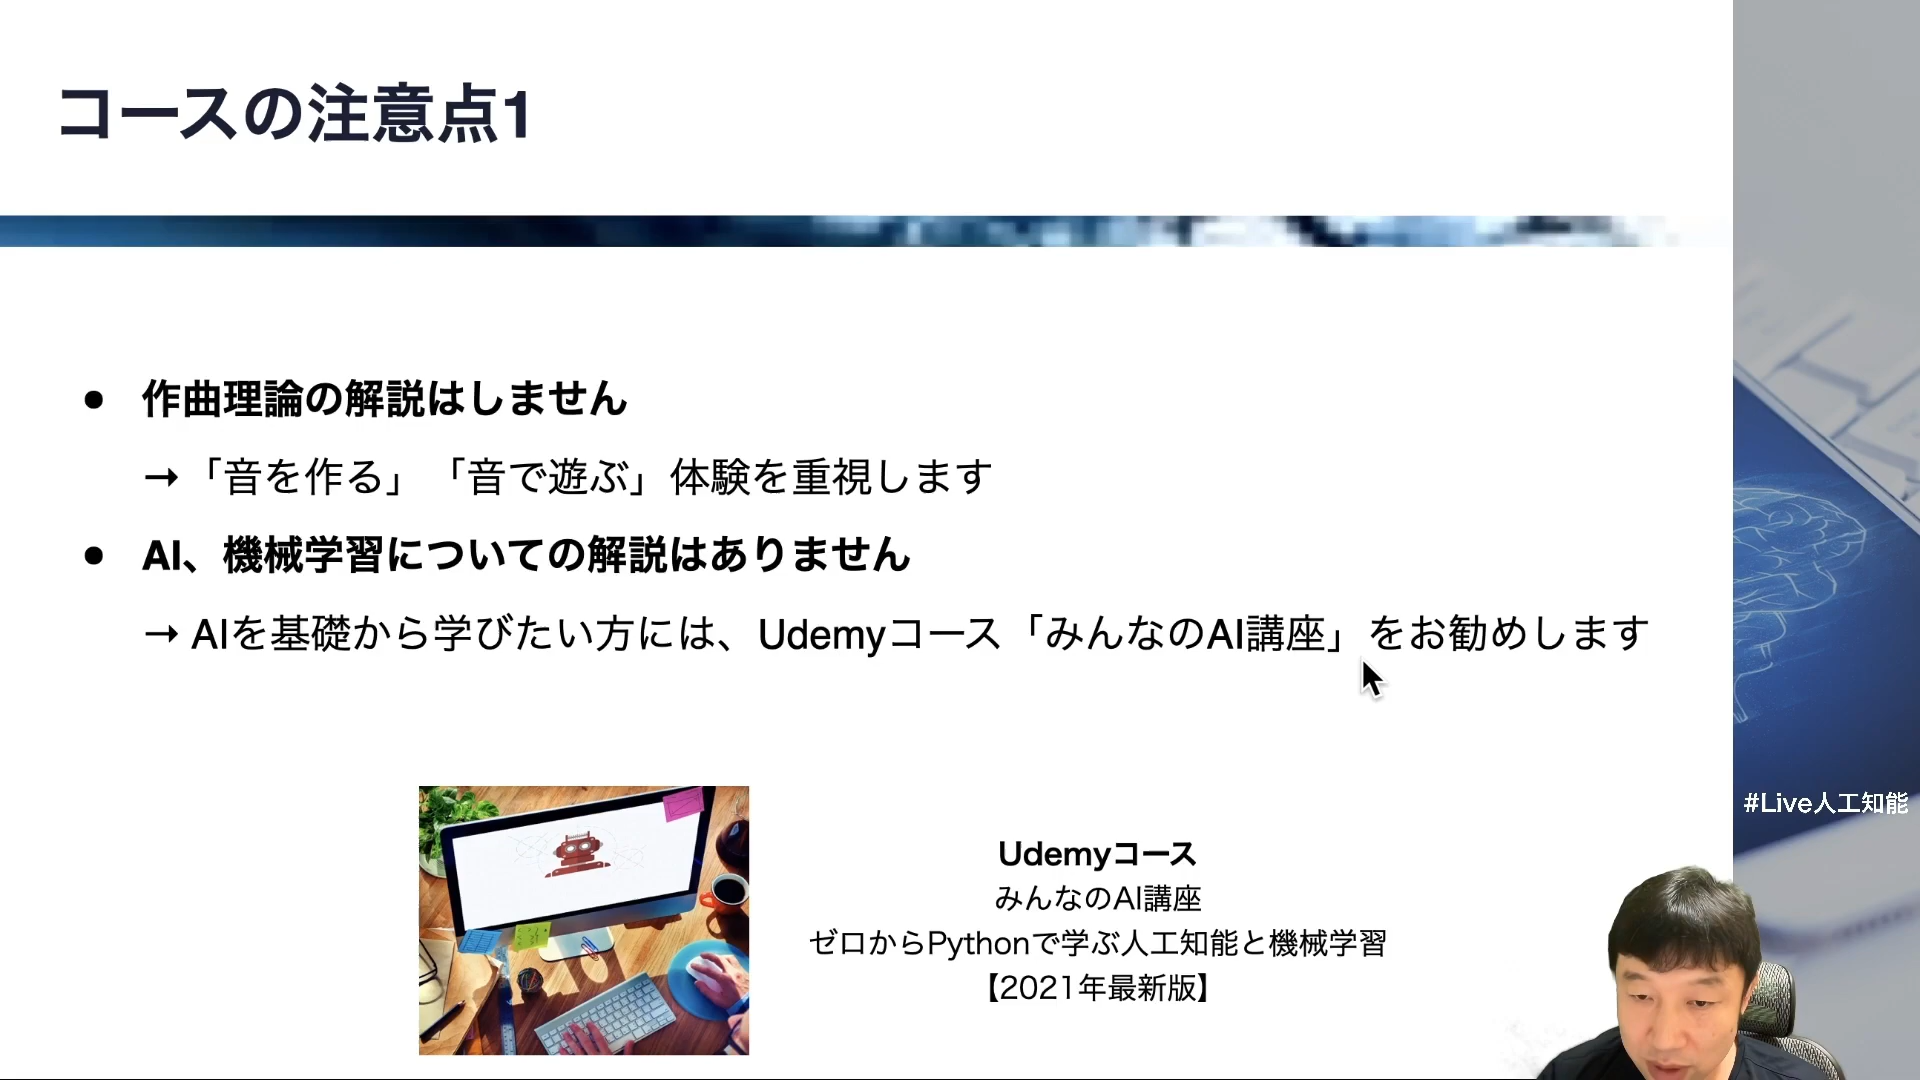 コースの注意点1
● 作曲理論の解説はしません
→「音を作る」「音で遊ぶ」体験を重視します
● AI、機械学習についての解説はありません
→ AIを基礎から学びたい方には、Udemyコース「みんなのAI講座」をお勧めします
#Live人工知能
Udemyコース
みんなのAI講座
ゼロからPythonで学ぶ人工知能と機械学習
【2021年最新版】